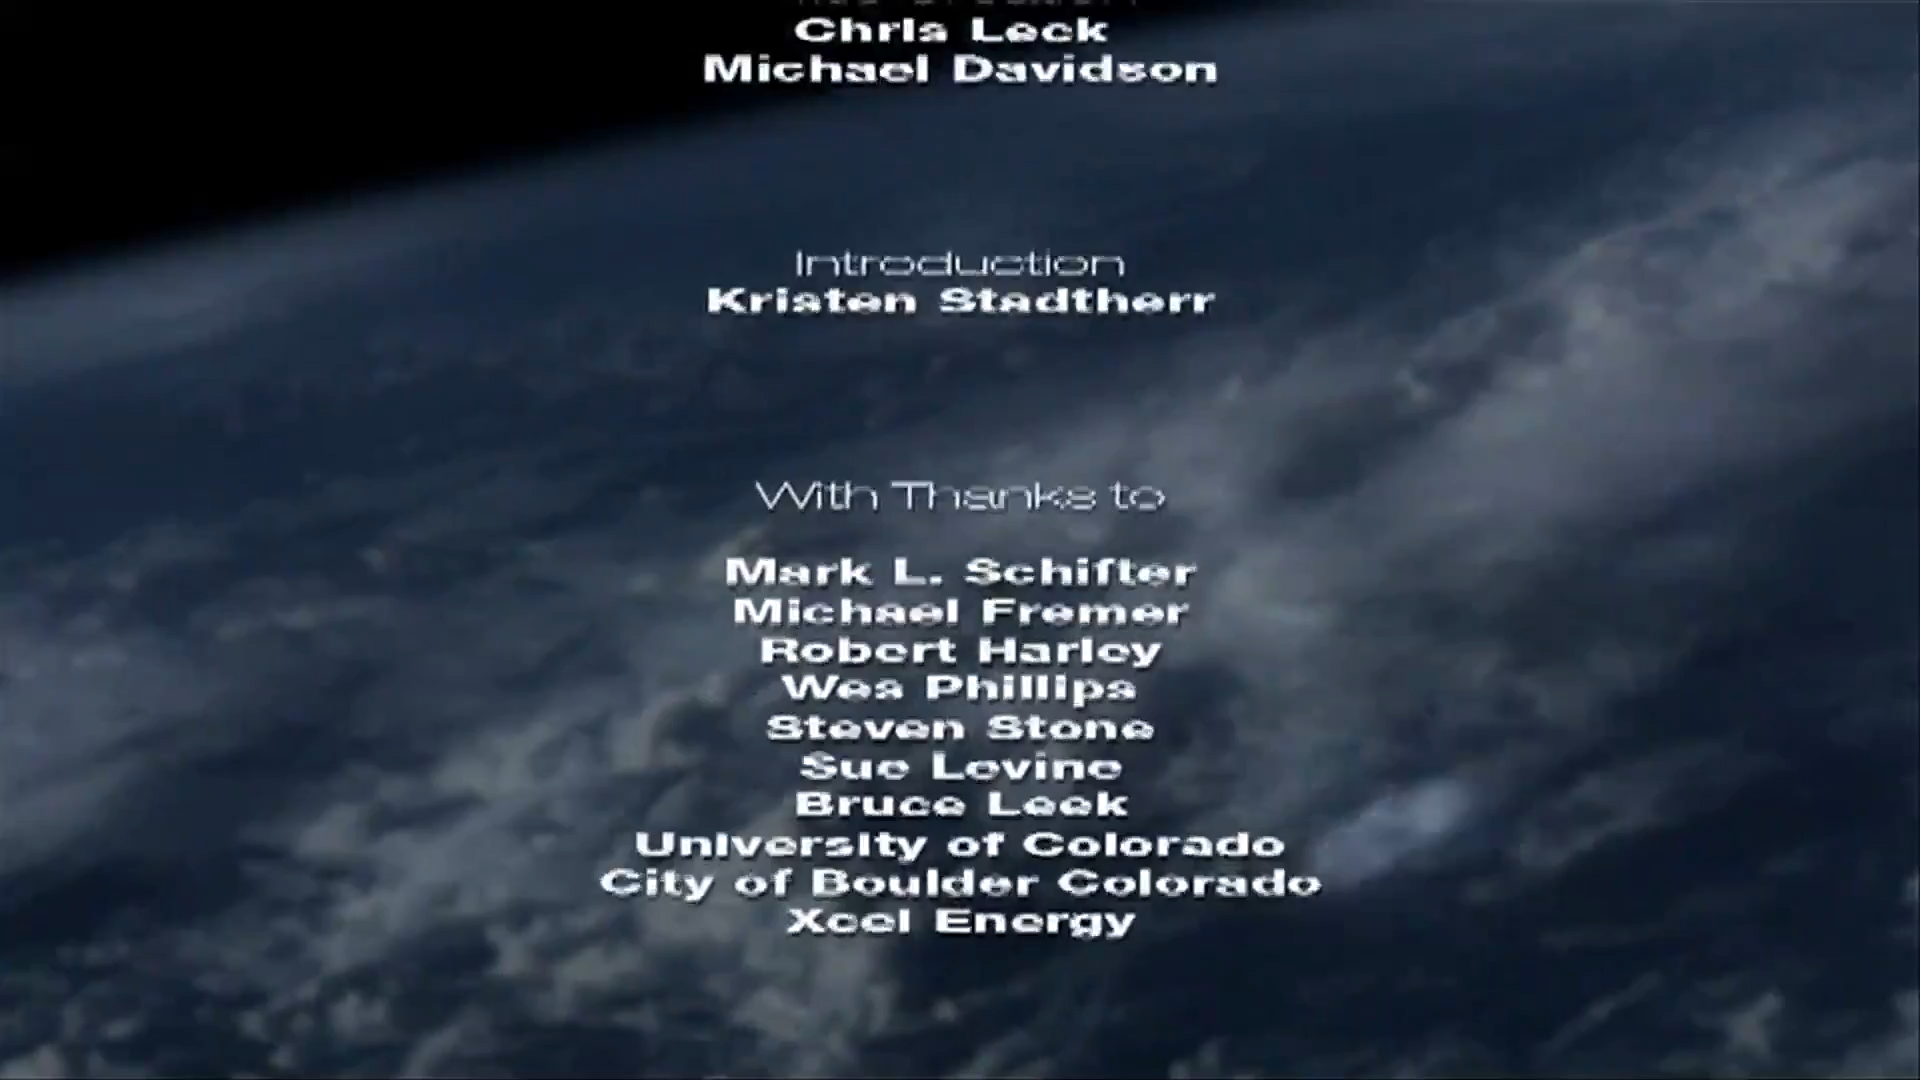 Chris Leck
Michael Davidson
Introduction
Kristen Stadtherr
With Thanks to
Mark L. Schifter
Michael Fremer
Robert Harley
Wes Phillips
Steven Stone
Sue Levine
Bruce Leek
University of Colorado
City of Boulder Colorado
Xcel Energy